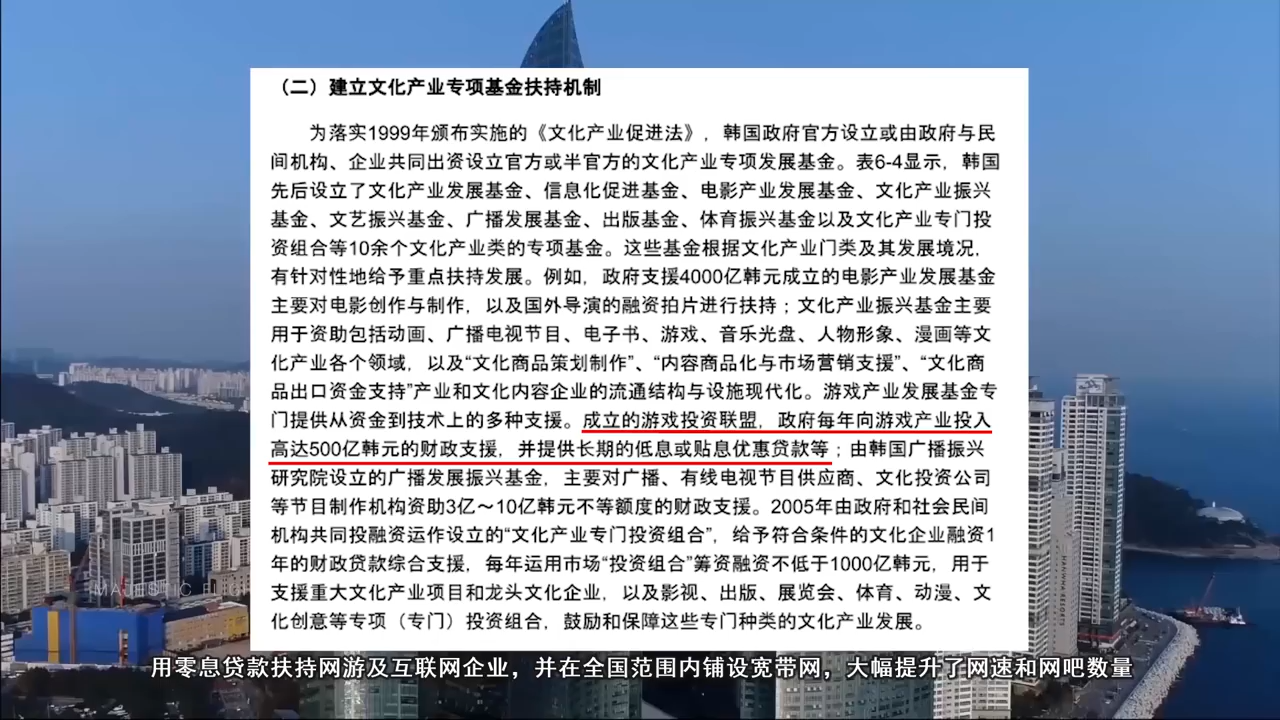 （二）建立文化产业专项基金扶持机制
为落实1999年颁布实施的《文化产业促进法》，韩国政府官方设立或由政府与民
间机构、企业共同出资设立官方或半官方的文化产业专项发展基金。表6-4显示，韩国
先后设立了文化产业发展基金、信息化促进基金、电影产业发展基金、文化产业振兴
基金、文艺振兴基金、广播发展基金、出版基金、体育振兴基金以及文化产业专门投
资组合等10余个文化产业类的专项基金。这些基金根据文化产业门类及其发展境况，
有针对性地给予重点扶持发展。例如，政府支援4000亿韩元成立的电影产业发展基金
主要对电影创作与制作，以及国外导演的融资拍片进行扶持；文化产业振兴基金主要
用于资助包括动画、广播电视节目、电子书、游戏、音乐光盘、人物形象、漫画等文
化产业各个领域，以及“文化商品策划制作”、“内容商品化与市场营销支援”、“文化商
品出口资金支持”产业和文化内容企业的流通结构与设施现代化。游戏产业发展基金专
门提供从资金到技术上的多种支援。成立的游戏投资联盟，政府每年向游戏产业投入
高达500亿韩元的财政支援，并提供长期的低息或贴息优惠贷款等；由韩国广播振兴
研究院设立的广播发展振兴基金，主要对广播、有线电视节目供应商、文化投资公司
等节目制作机构资助3亿～10亿韩元不等额度的财政支援。2005年由政府和社会民间
机构共同投融资运作设立的“文化产业专门投资组合”，给予符合条件的文化企业融资1
年的财政贷款综合支援，每年运用市场“投资组合”筹资融资不低于1000亿韩元，用于
支援重大文化产业项目和龙头文化企业，以及影视、出版、展览会、体育、动漫、文
化创意等专项（专门）投资组合，鼓励和保障这些专门种类的文化产业发展。
MAJESTIC
用零息贷款扶持网游及互联网企业，并在全国范围内铺设宽带网，大幅提升了网速和网吧数量